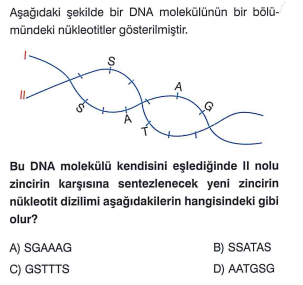 Aşağıdaki şekilde bir DNA molekülünün bir bölü-
mündeki nükleotitler gösterilmiştir.
I
S
II
A
S
A
G
T
Bu DNA molekülü kendisini eşlediğinde II nolu
zincirin karşısına sentezlenecek yeni zincirin
nükleotit dizilimi aşağıdakilerin hangisindeki gibi
olur?
A) SGAAAG B) SSATAS
C) GSTTTS D) AATGSG